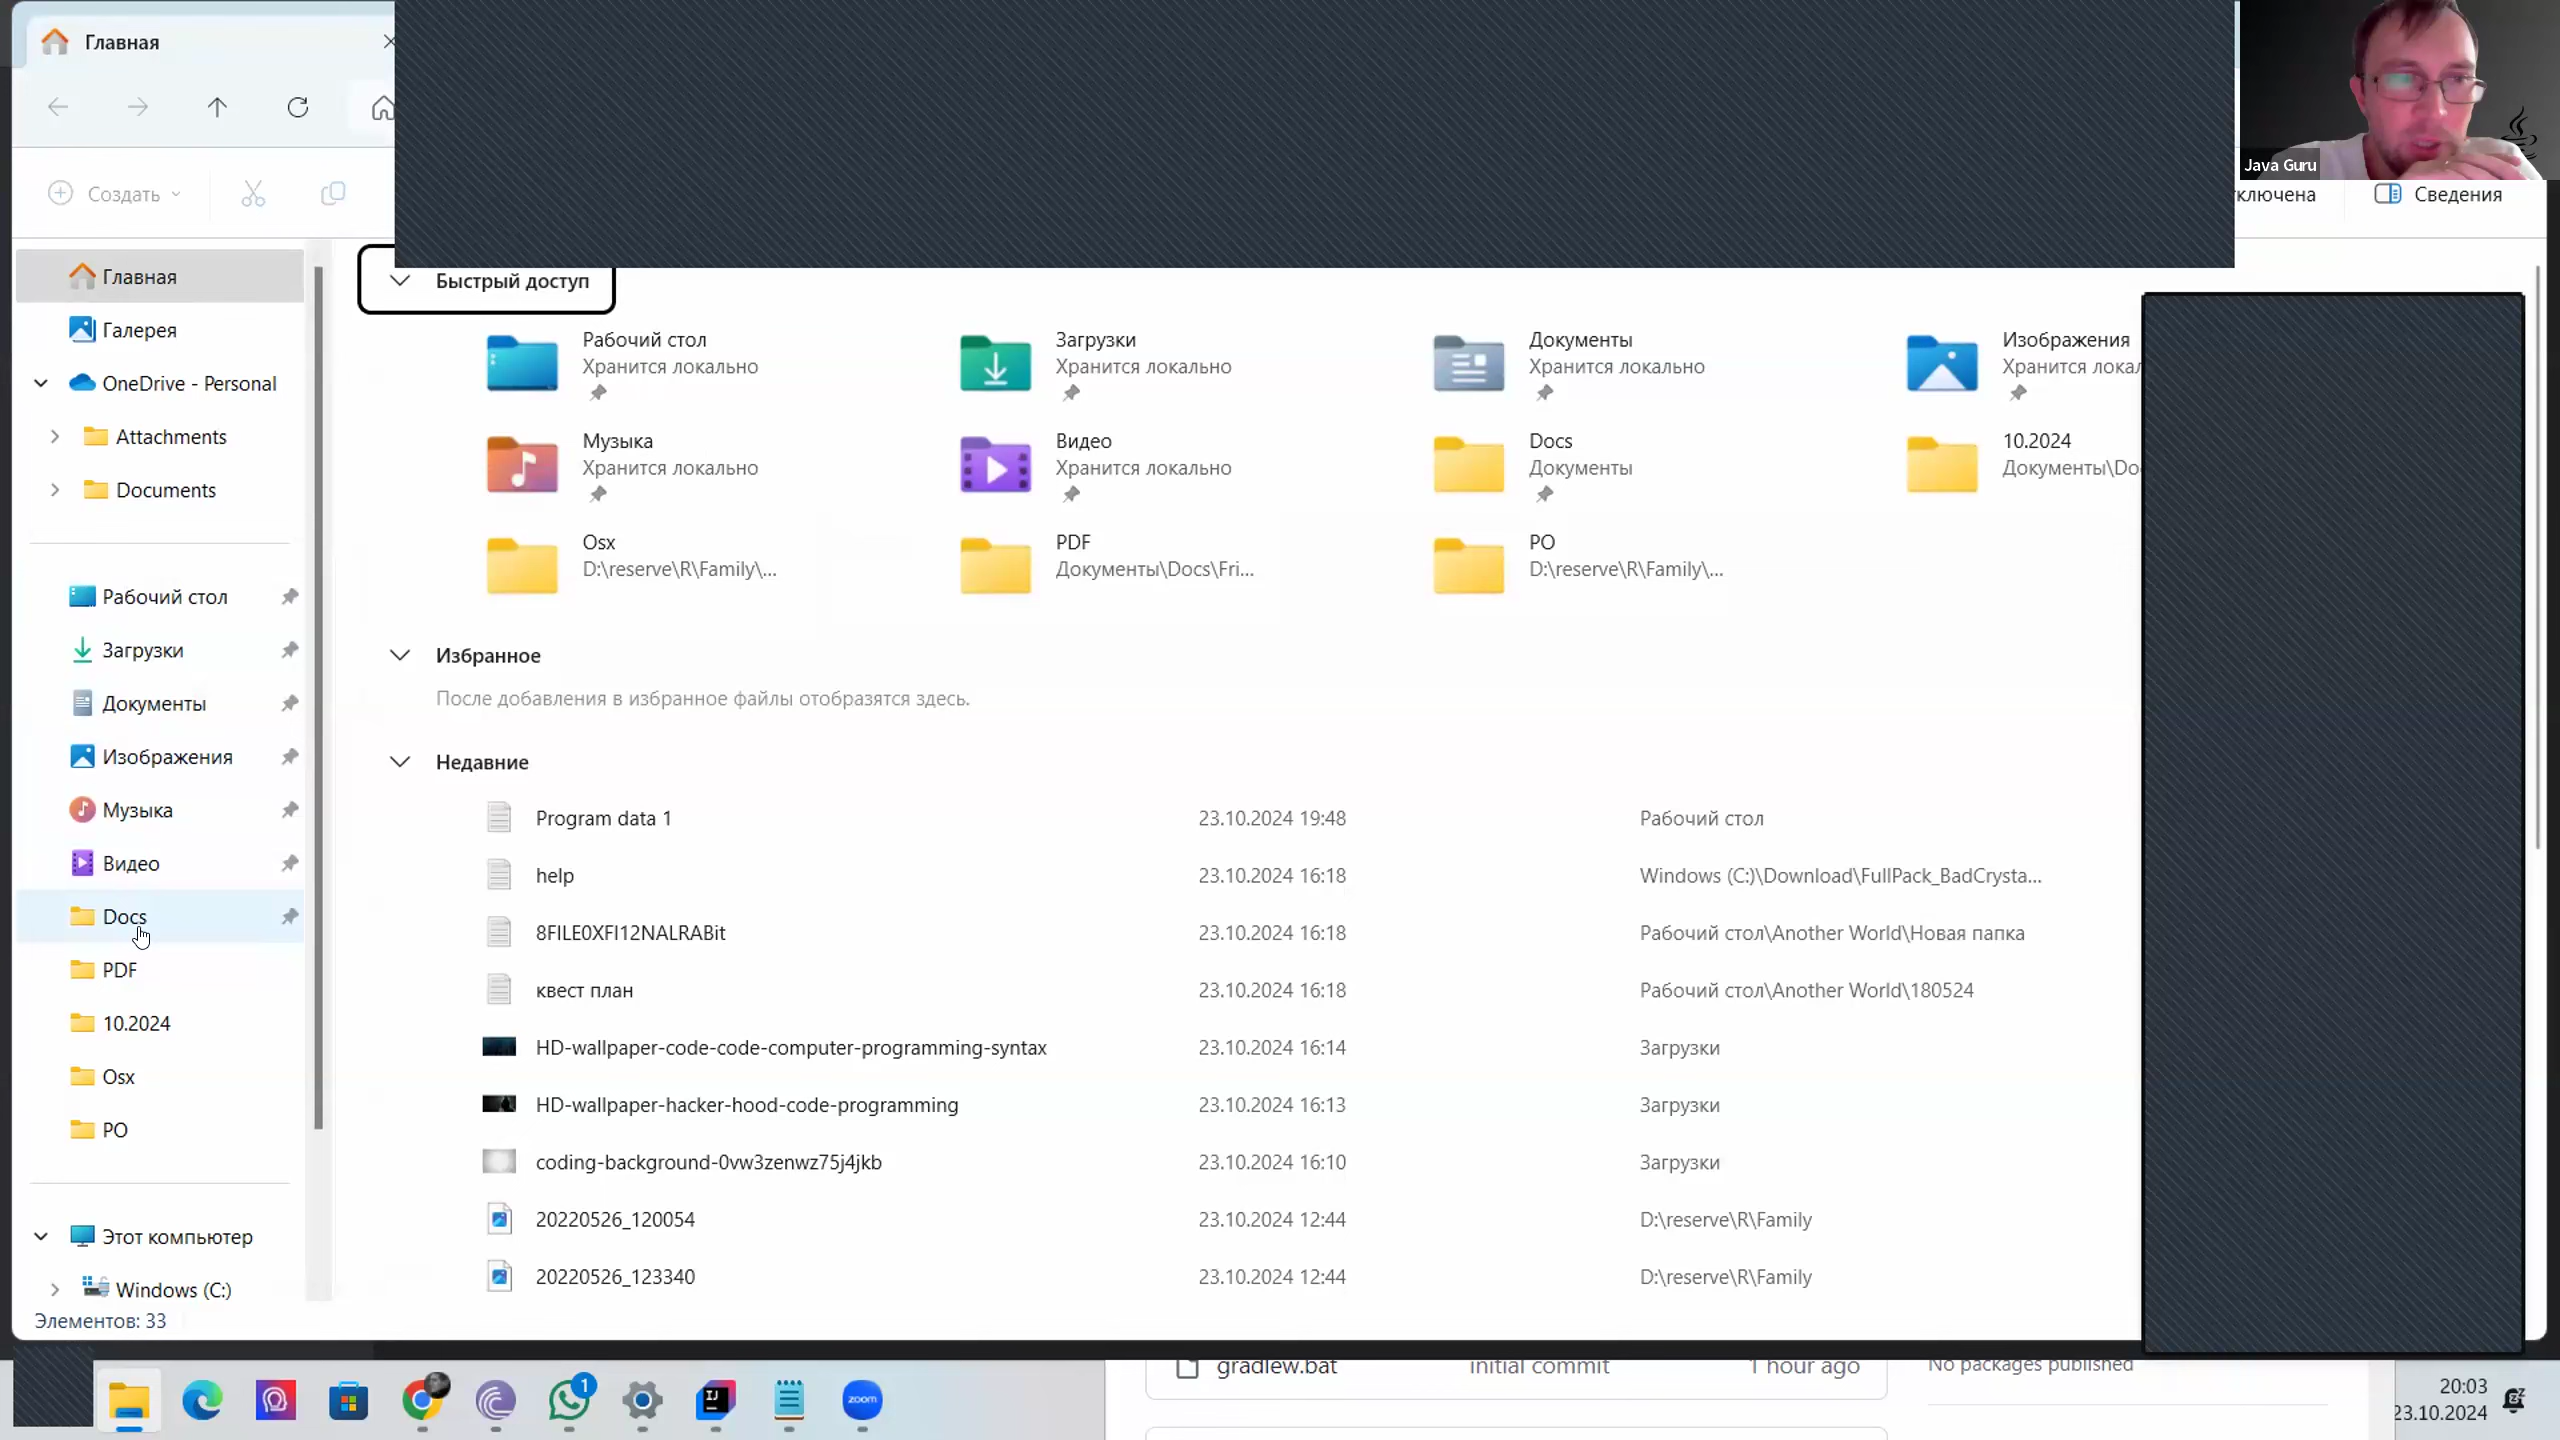 Главная
Java Guru
Создать
ключена
Сведения
Главная
Галерея
OneDrive - Personal
Attachments
Documents
Рабочий стол
Загрузки
Документы
Изображения
Музыка
Видео
Docs
PDF
10.2024
Osx
PO
Этот компьютер
Windows (C:)
Элементов: 33
Быстрый доступ
Рабочий стол
Хранится локально
Загрузки
Хранится локально
Документы
Хранится локально
Изображения
Хранится локал
Музыка
Хранится локально
Видео
Хранится локально
Docs
Документы
10.2024
Документы\Do
Osx
D:\reserve\R\Family\...
PDF
Документы\Docs\Fri...
PO
D:\reserve\R\Family\...
Избранное
После добавления в избранное файлы отобразятся здесь.
Недавние
Program data 1 23.10.2024 19:48 Рабочий стол
help 23.10.2024 16:18 Windows (C:)\Download\FullPack_BadCrysta...
8FILE0XFI12NALRABit 23.10.2024 16:18 Рабочий стол\Another World\Новая папка
квест план 23.10.2024 16:18 Рабочий стол\Another World\180524
HD-wallpaper-code-code-computer-programming-syntax 23.10.2024 16:14 Загрузки
HD-wallpaper-hacker-hood-code-programming 23.10.2024 16:13 Загрузки
coding-background-0vw3zenwz75j4jkb 23.10.2024 16:10 Загрузки
20220526_120054 23.10.2024 12:44 D:\reserve\R\Family
20220526_123340 23.10.2024 12:44 D:\reserve\R\Family
gradlew.bat initial commit 1 hour ago
No packages published
1
IJ
zoom
20:03
23.10.2024